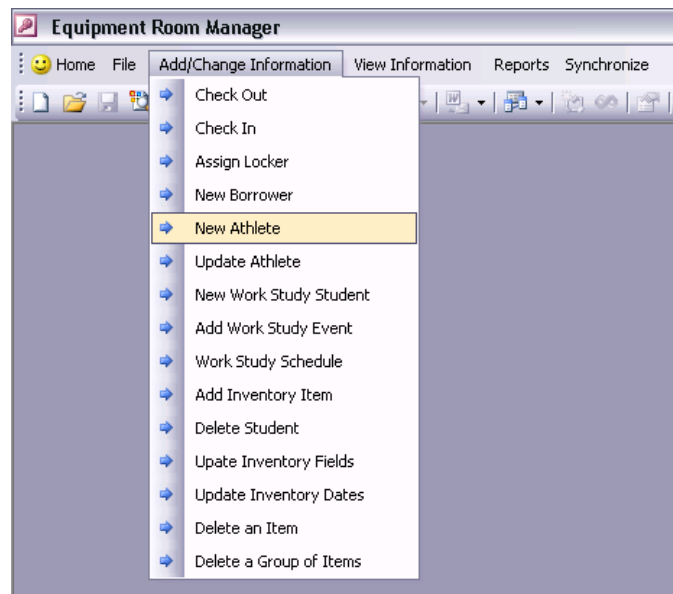 Equipment Room Manager
Home File Add/Change Information View Information Reports Synchronize
Check Out
Check In
Assign Locker
New Borrower
New Athlete
Update Athlete
New Work Study Student
Add Work Study Event
Work Study Schedule
Add Inventory Item
Delete Student
Upate Inventory Fields
Update Inventory Dates
Delete an Item
Delete a Group of Items